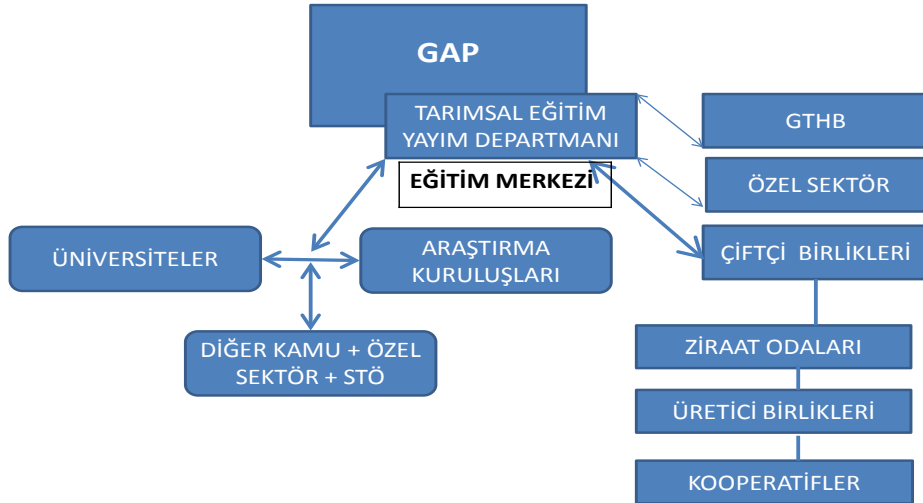 GAP
TARIMSAL EĞİTİM
YAYIM DEPARTMANI
EĞİTİM MERKEZİ
GTHB
ÖZEL SEKTÖR
ÇİFTÇİ BİRLİKLERİ
ÜNİVERSİTELER
ARAŞTIRMA
KURULUŞLARI
DİĞER KAMU + ÖZEL
SEKTÖR + STÖ
ZİRAAT ODALARI
ÜRETİCİ BİRLİKLERİ
KOOPERATİFLER